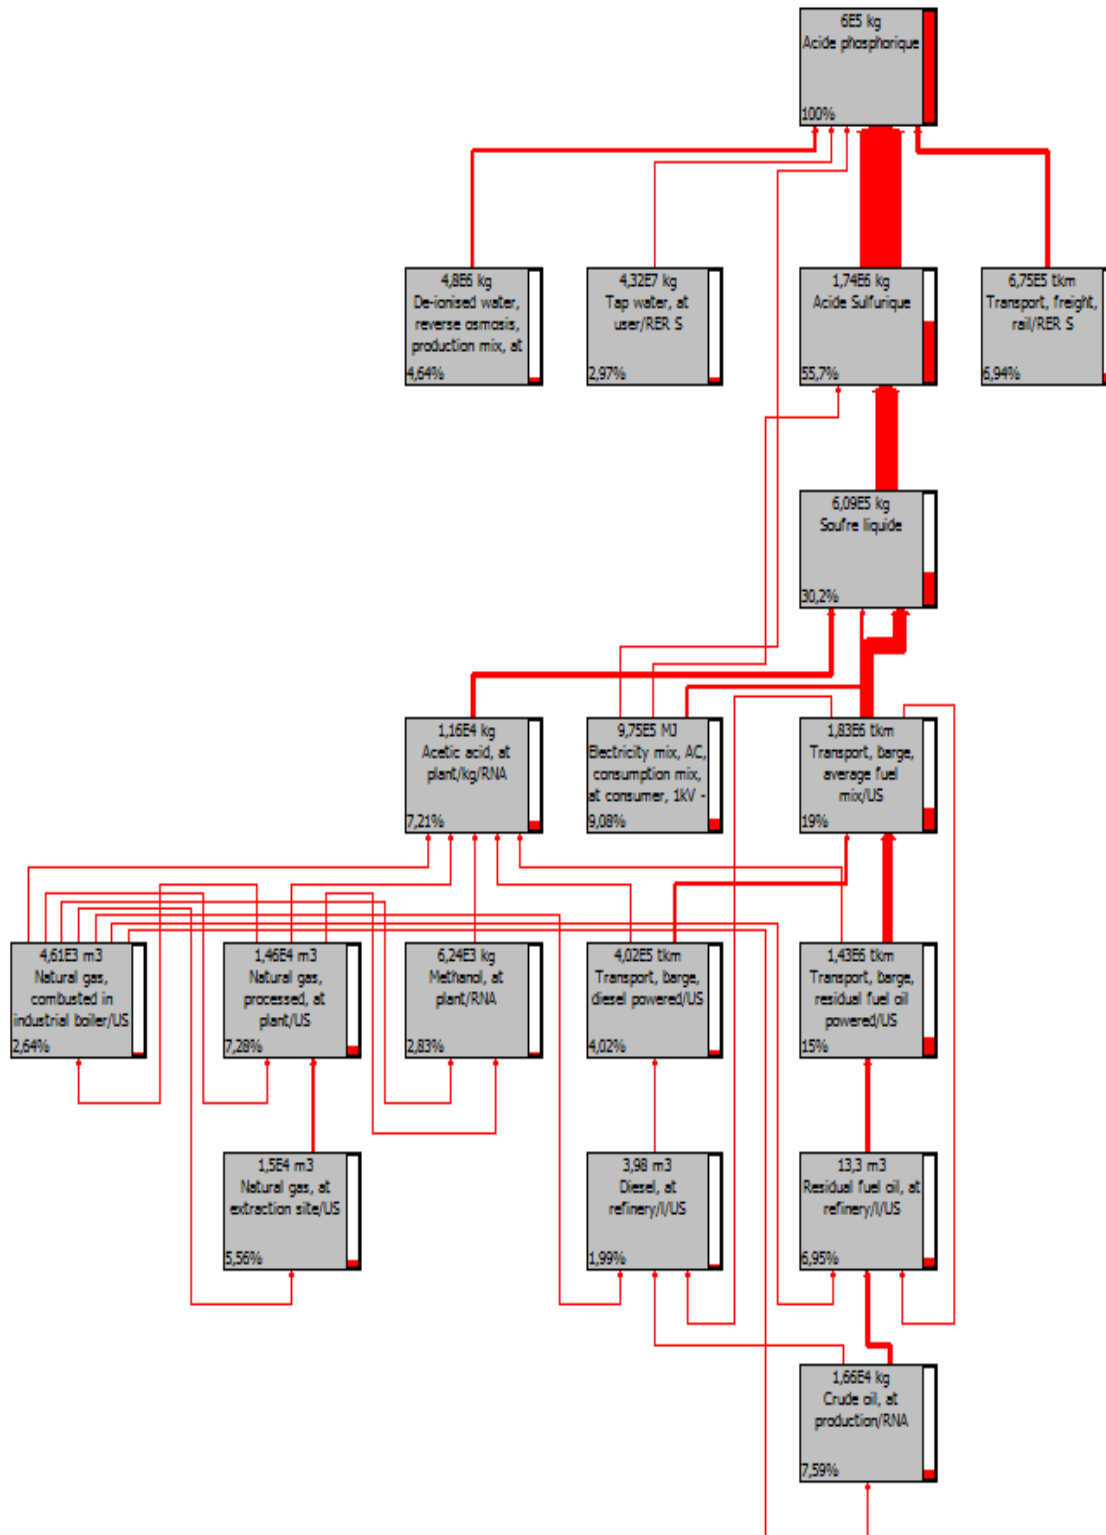 6E5 kg
Acide phosphorique
100%
4,8E6 kg
De-ionised water,
reverse osmosis,
production mix, at
4,64%
4,32E7 kg
Tap water, at
user/RER S
2,97%
1,74E6 kg
Acide Sulfurique
55,7%
6,75E5 tkm
Transport, freight,
rail/RER S
6,94%
6,09E5 kg
Soufre liquide
30,2%
1,16E4 kg
Acetic acid, at
plant/kg/RNA
7,21%
9,75E5 MJ
Electricity mix, AC,
consumption mix,
at consumer, 1kV -
9,08%
1,83E6 tkm
Transport, barge,
average fuel
mix/US
19%
4,61E3 m3
Natural gas,
combusted in
industrial boiler/US
2,64%
1,46E4 m3
Natural gas,
processed, at
plant/US
7,28%
6,24E3 kg
Methanol, at
plant/RNA
2,83%
4,02E5 tkm
Transport, barge,
diesel powered/US
4,02%
1,43E6 tkm
Transport, barge,
residual fuel oil
powered/US
15%
1,5E4 m3
Natural gas, at
extraction site/US
5,56%
3,98 m3
Diesel, at
refinery/l/US
1,99%
13,3 m3
Residual fuel oil, at
refinery/l/US
6,95%
1,66E4 kg
Crude oil, at
production/RNA
7,59%